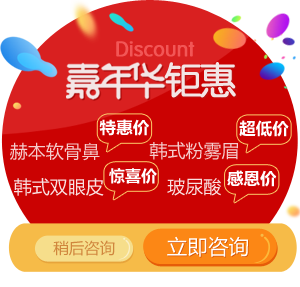 Discount
嘉年华钜惠
特惠价 超低价
赫本软骨鼻 韩式粉雾眉
惊喜价 感恩价
韩式双眼皮 玻尿酸
稍后咨询 立即咨询